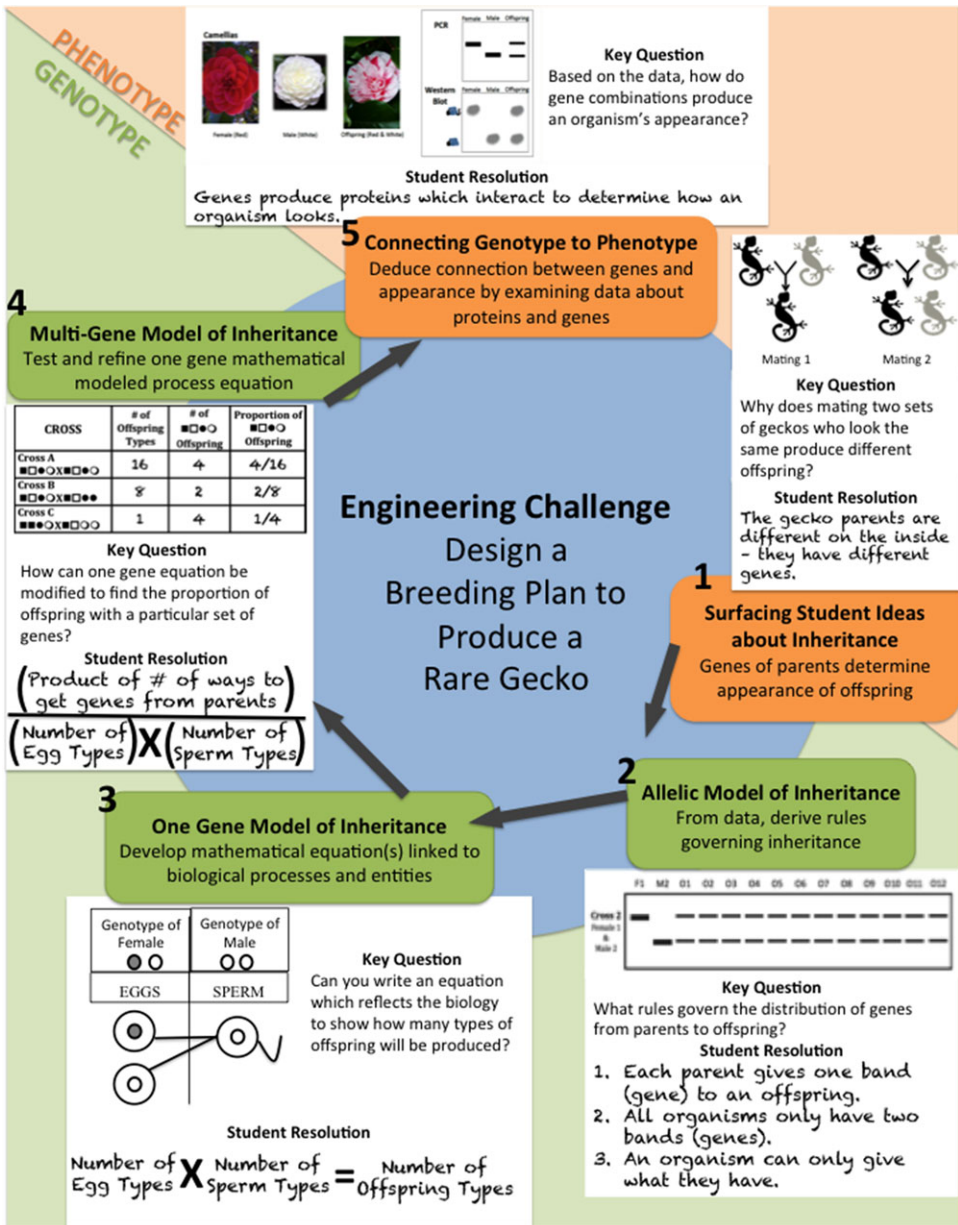 PHENOTYPE
GENOTYPE
Camellias
Female (Red)
Male (White)
Offspring (Red & White)
PCR
Female Male Offspring
Western
Blot
Female Male Offspring
Key Question
Based on the data, how do
gene combinations produce
an organism's appearance?
Student Resolution
Genes produce proteins which interact to determine how an
organism looks.
5 Connecting Genotype to Phenotype
Deduce connection between genes and
appearance by examining data about
proteins and genes
4
Multi-Gene Model of Inheritance
Test and refine one gene mathematical
modeled process equation
CROSS
# of
Offspring
Types
# of
■□●○
Offspring
Proportion of
■□●○
Offspring
Cross A
■□●○X■□●○
16
4
4/16
Cross B
■□●○X■□●●
8
2
2/8
Cross C
■■●○X■□○○
1
4
1/4
Key Question
How can one gene equation be
modified to find the proportion of
offspring with a particular set of
genes?
Student Resolution
(Product of # of ways to
get genes from parents)
(Number of
Egg Types) X (Number of
Sperm Types)
Mating 1
Mating 2
Key Question
Why does mating two sets
of geckos who look the
same produce different
offspring?
Student Resolution
The gecko parents are
different on the inside
– they have different
genes.
1
Surfacing Student Ideas
about Inheritance
Genes of parents determine
appearance of offspring
Engineering Challenge
Design a
Breeding Plan to
Produce a
Rare Gecko
2
Allelic Model of Inheritance
From data, derive rules
governing inheritance
F1 M2 O1 O2 O3 O4 O5 O6 O7 O8 O9 O10 O11 O12
Cross 2
Female 1
&
Male 2
Key Question
What rules govern the distribution of genes
from parents to offspring?
Student Resolution
1. Each parent gives one band
(gene) to an offspring.
2. All organisms only have two
bands (genes).
3. An organism can only give
what they have.
3
One Gene Model of Inheritance
Develop mathematical equation(s) linked to
biological processes and entities
Genotype of
Female
Genotype of
Male
EGGS
SPERM
Key Question
Can you write an equation
which reflects the biology
to show how many types of
offspring will be produced?
Student Resolution
Number of
Egg Types X Number of
Sperm Types = Number of
Offspring Types